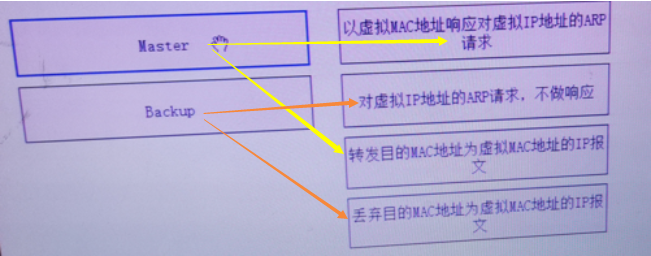 Master
以虚拟MAC地址响应对虚拟IP地址的ARP
请求
Backup
对虚拟IP地址的ARP请求，不做响应
转发目的MAC地址为虚拟MAC地址的IP报
文
丢弃目的MAC地址为虚拟MAC地址的IP报
文